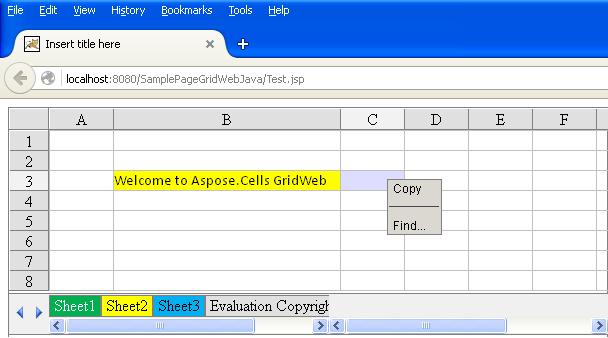 File Edit View History Bookmarks Tools Help
Insert title here
localhost:8080/SamplePageGridWebJava/Test.jsp
A B C D E F
1
2
3 Welcome to Aspose.Cells GridWeb
Copy
4
5
Find...
6
7
8
Sheet1 Sheet2 Sheet3 Evaluation Copyrigh